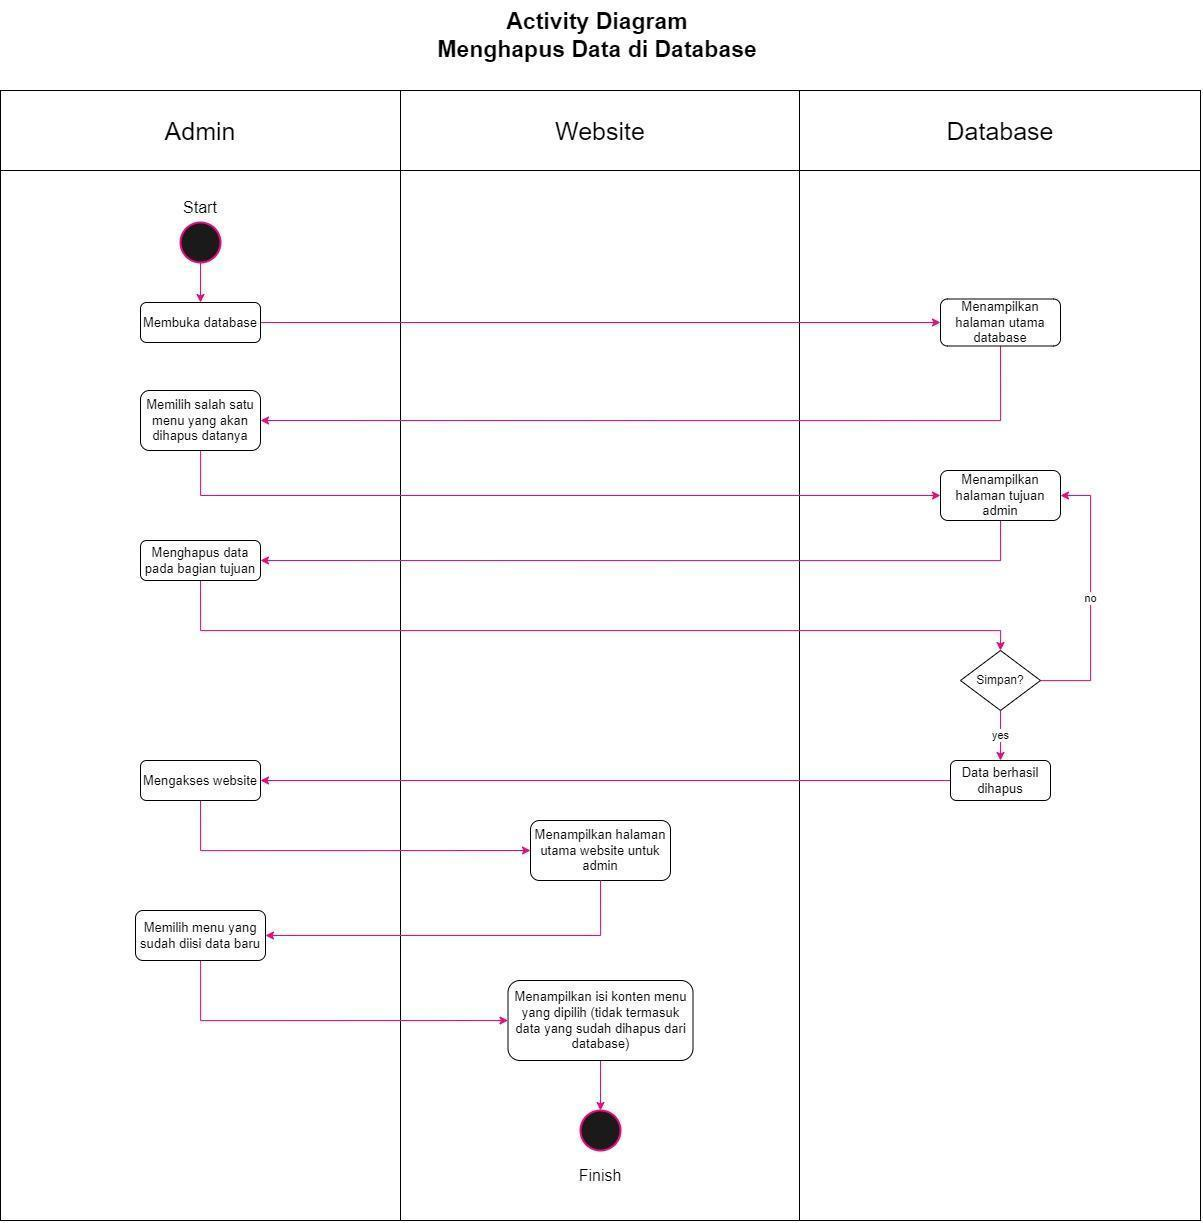 Activity Diagram
Menghapus Data di Database
Admin
Website
Database
Start
Membuka database
Menampilkan
halaman utama
database
Memilih salah satu
menu yang akan
dihapus datanya
Menampilkan
halaman tujuan
admin
Menghapus data
pada bagian tujuan
no
Simpan?
yes
Mengakses website
Data berhasil
dihapus
Menampilkan halaman
utama website untuk
admin
Memilih menu yang
sudah diisi data baru
Menampilkan isi konten menu
yang dipilih (tidak termasuk
data yang sudah dihapus dari
database)
Finish